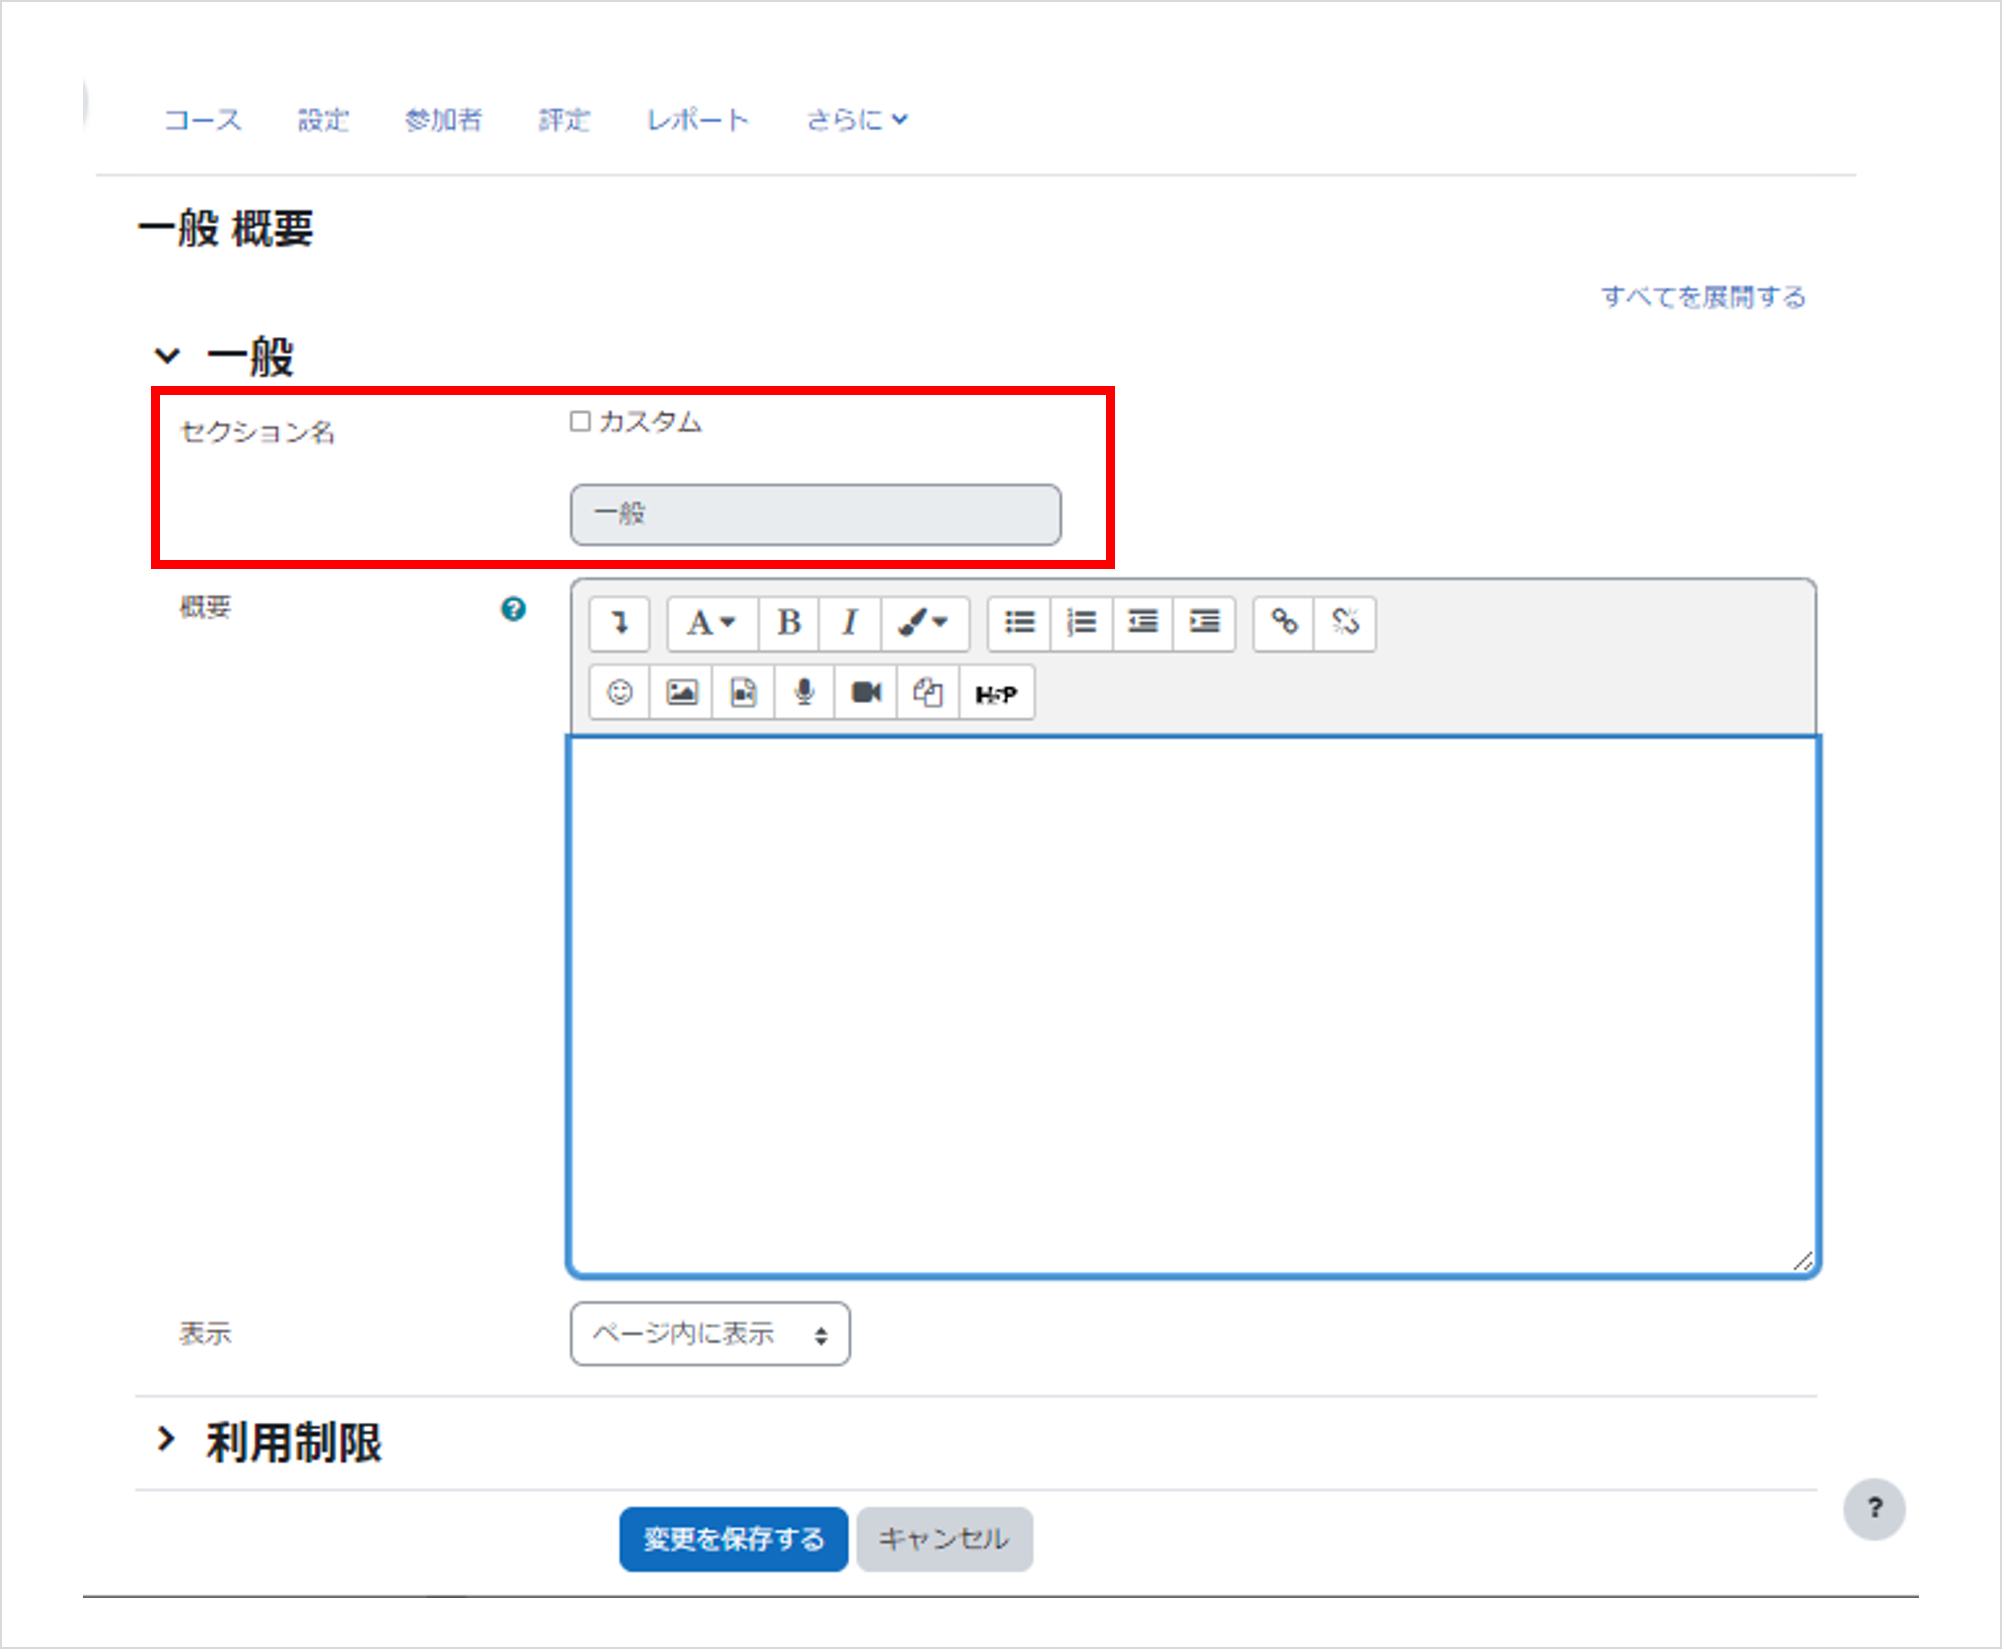 コース 設定 参加者 評定 レポート さらに
一般 概要
すべてを展開する
一般
セクション名
カスタム
一般
概要
?
A B I
H5P
表示
ページ内に表示
利用制限
変更を保存する キャンセル
?